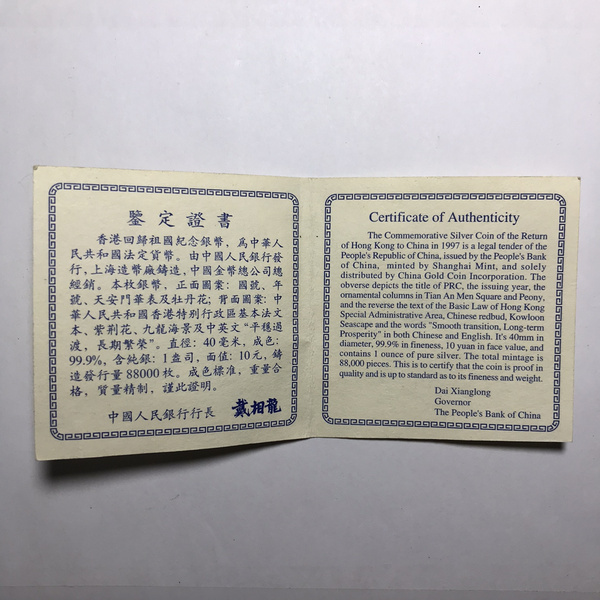 鑒定證書
香港回歸祖國紀念銀幣，爲中華人
民共和國法定貨幣。由中國人民銀行發
行，上海造幣廠鑄造，中國金幣總公司總
經銷。本枚銀幣，正面圖案：國號、年
號、天安門華表及牡丹花；背面圖案：中
華人民共和國香港特別行政區基本法文
本、紫荆花、九龍海景及中英文“平穩過
渡，長期繁榮”。直徑：40毫米，成色：
99.9%，含純銀：1盎司，面值：10元，鑄
造發行量88000枚。成色標准，重量合
格，質量精制，謹此證明。
中國人民銀行行長 戴相龍
Certificate of Authenticity
The Commemorative Silver Coin of the Return
of Hong Kong to China in 1997 is a legal tender of the
People's Republic of China, issued by the People's Bank
of China, minted by Shanghai Mint, and solely
distributed by China Gold Coin Incorporation. The
obverse depicts the title of PRC, the issuing year, the
ornamental columns in Tian An Men Square and Peony,
and the reverse the text of the Basic Law of Hong Kong
Special Administrative Area, Chinese redbud, Kowloon
Seascape and the words "Smooth transition, Long-term
Prosperity" in both Chinese and English. It's 40mm in
diameter, 99.9% in fineness, 10 yuan in face value, and
contains 1 ounce of pure silver. The total mintage is
88,000 pieces. This is to certify that the coin is proof in
quality and is up to standard as to its fineness and weight.
Dai Xianglong
Governor
The People's Bank of China